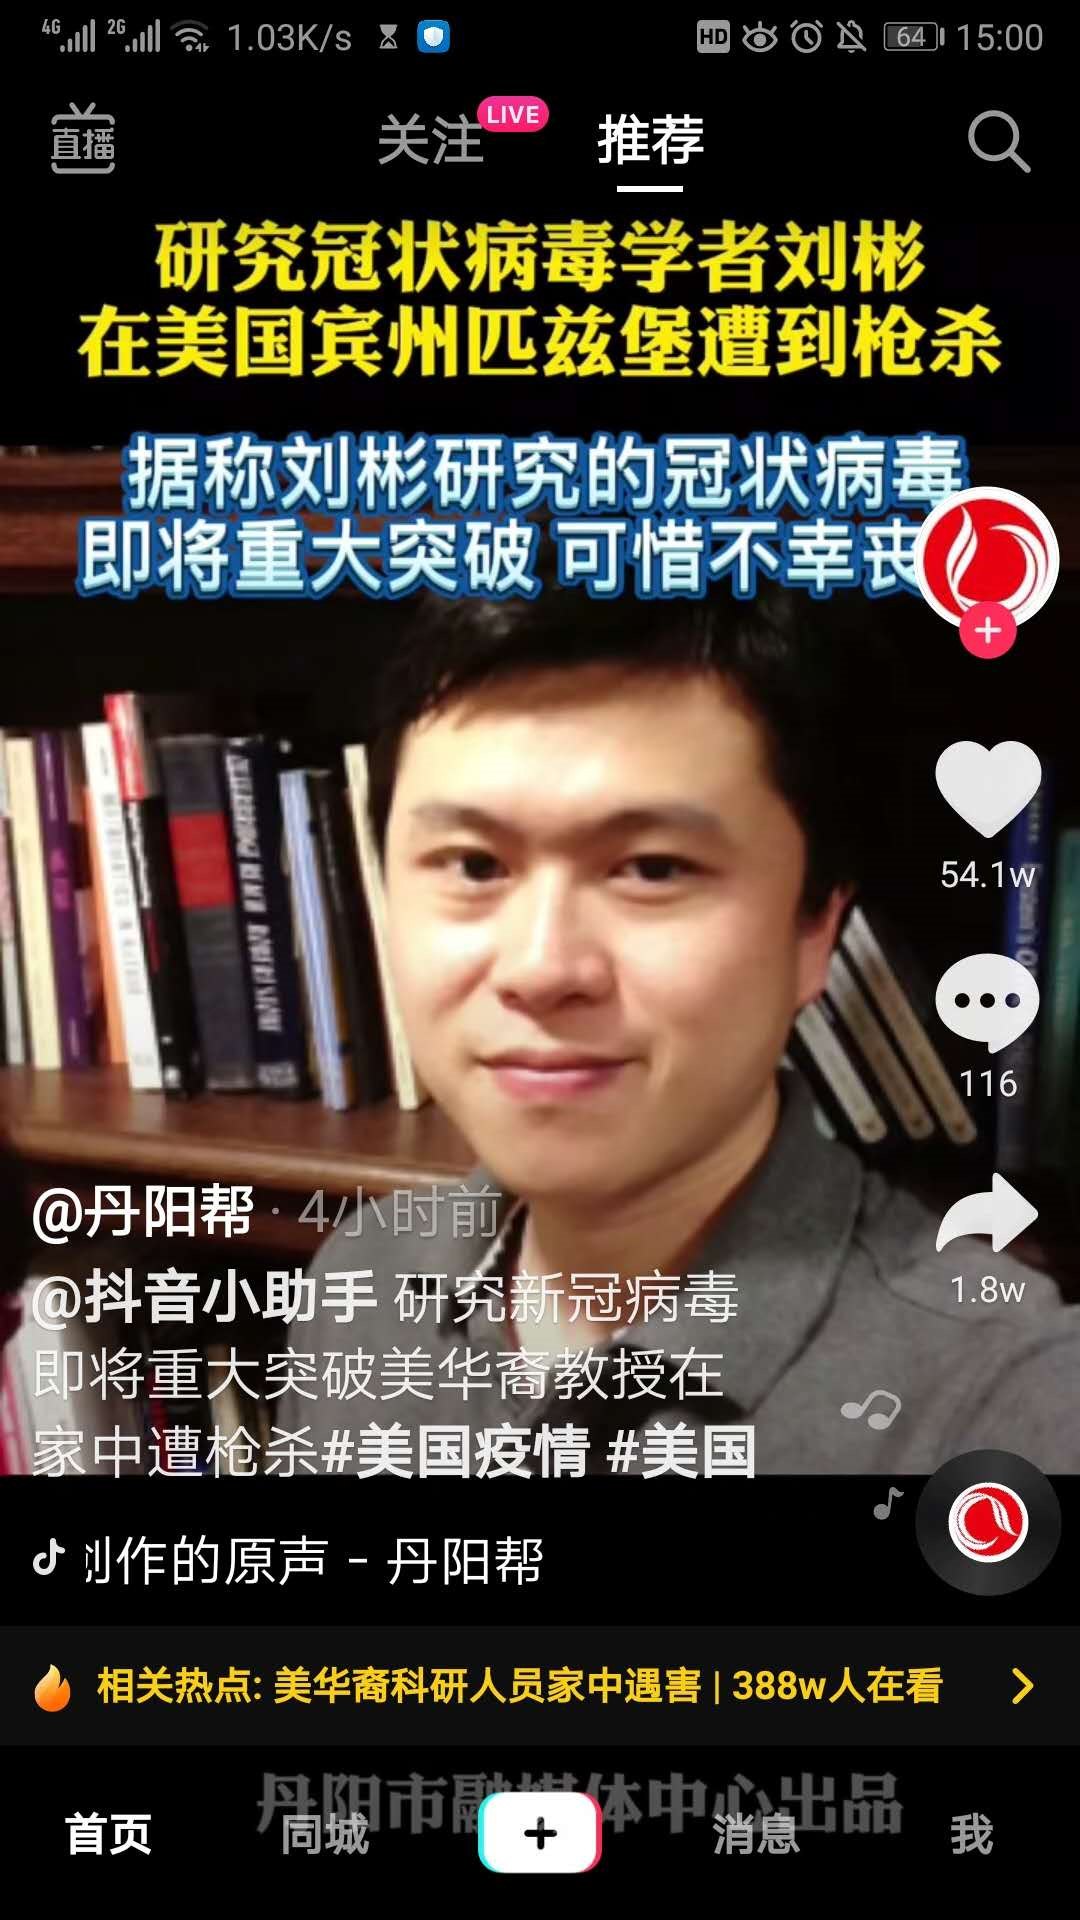 4G 2G 1.03K/s HD 64 15:00
直播 关注 LIVE 推荐
研究冠状病毒学者刘彬
在美国宾州匹兹堡遭到枪杀
据称刘彬研究的冠状病毒
即将重大突破 可惜不幸丧
54.1w
116
@丹阳帮 · 4小时前
1.8w
@抖音小助手 研究新冠病毒
即将重大突破美华裔教授在
家中遭枪杀#美国疫情 #美国
创作的原声 - 丹阳帮
相关热点: 美华裔科研人员家中遇害 | 388w人在看
丹阳市融媒体中心出品
首页 同城 消息 我